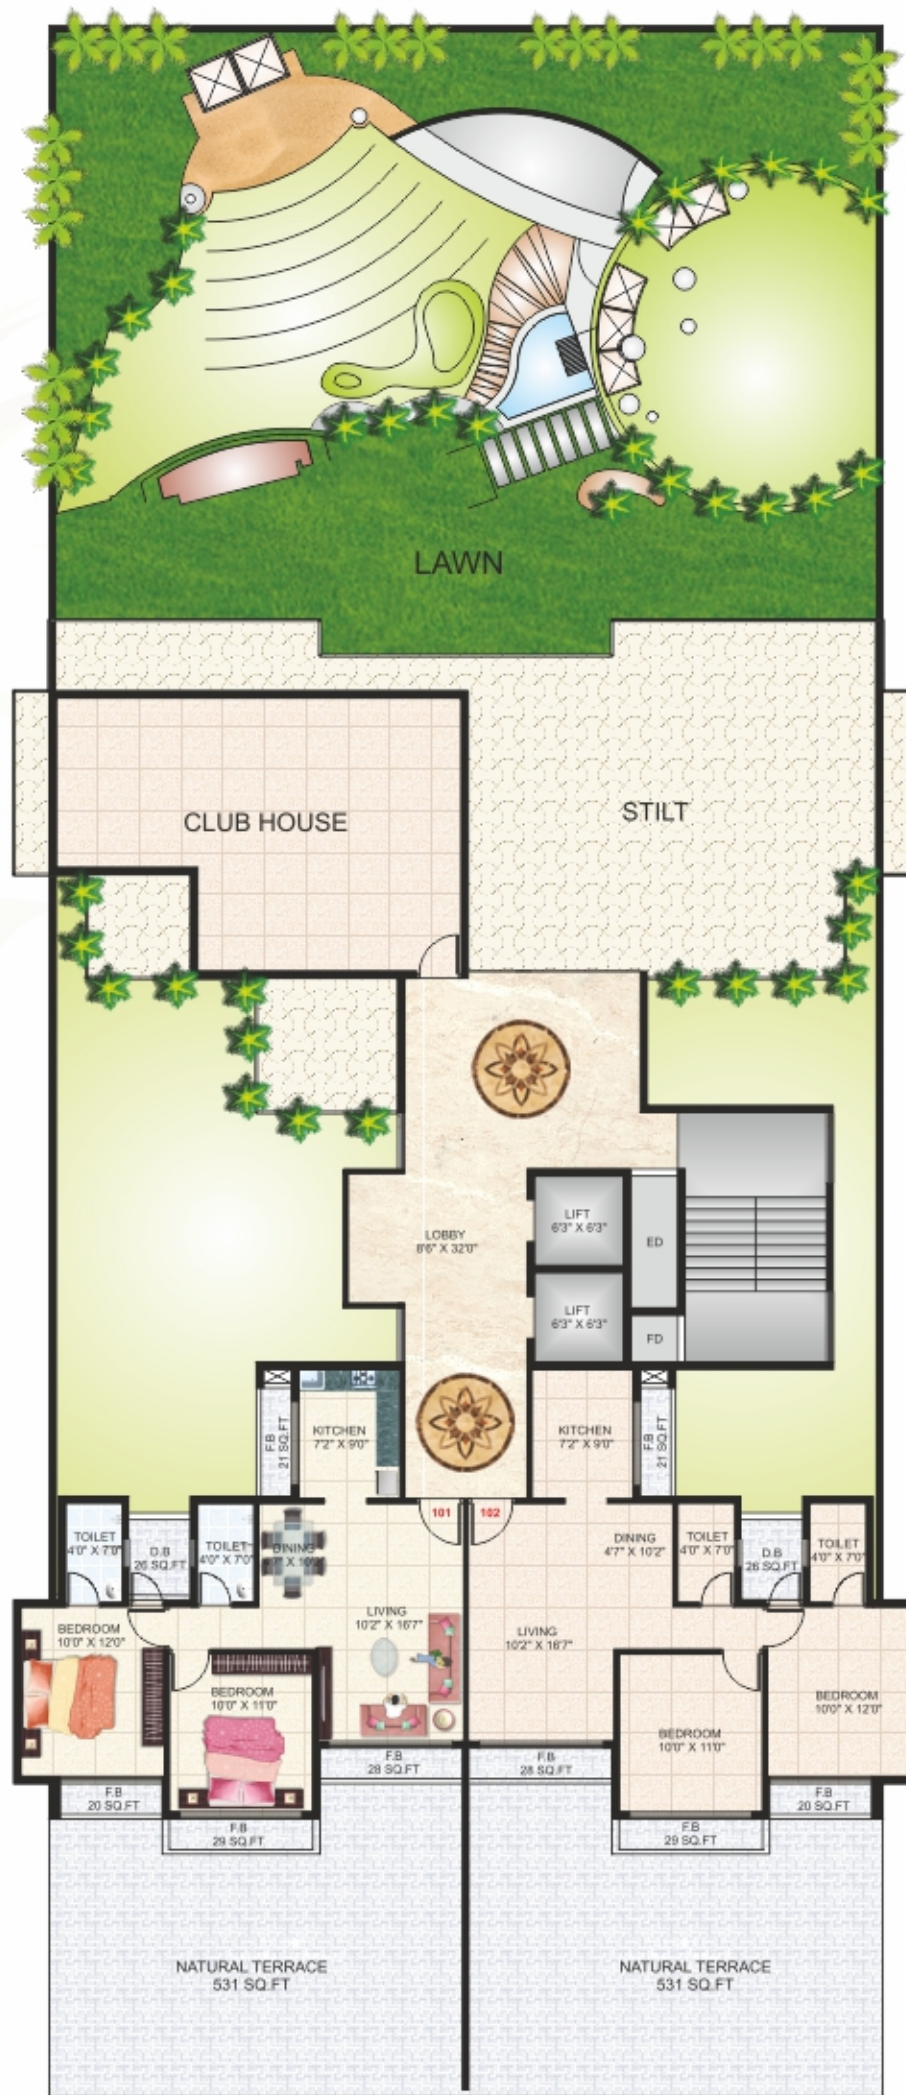 LAWN
CLUB HOUSE
STILT
LOBBY
8'6" X 32'0"
LIFT
6'3" X 6'3"
ED
LIFT
6'3" X 6'3"
FD
KITCHEN
7'2" X 9'0"
F.B
21 SQ.FT
KITCHEN
7'2" X 9'0"
F.B
21 SQ.FT
101
102
TOILET
4'0" X 7'0"
D.B
26 SQ.FT
TOILET
4'0" X 7'0"
DINING
DINING
4'7" X 10'2"
TOILET
4'0" X 7'0"
D.B
26 SQ.FT
TOILET
4'0" X 7'0"
BEDROOM
10'0" X 12'0"
LIVING
10'2" X 16'7"
LIVING
10'2" X 16'7"
BEDROOM
10'0" X 11'0"
BEDROOM
10'0" X 11'0"
BEDROOM
10'0" X 12'0"
F.B
28 SQ.FT
F.B
28 SQ.FT
F.B
20 SQ.FT
F.B
20 SQ.FT
F.B
29 SQ.FT
F.B
29 SQ.FT
NATURAL TERRACE
531 SQ.FT
NATURAL TERRACE
531 SQ.FT